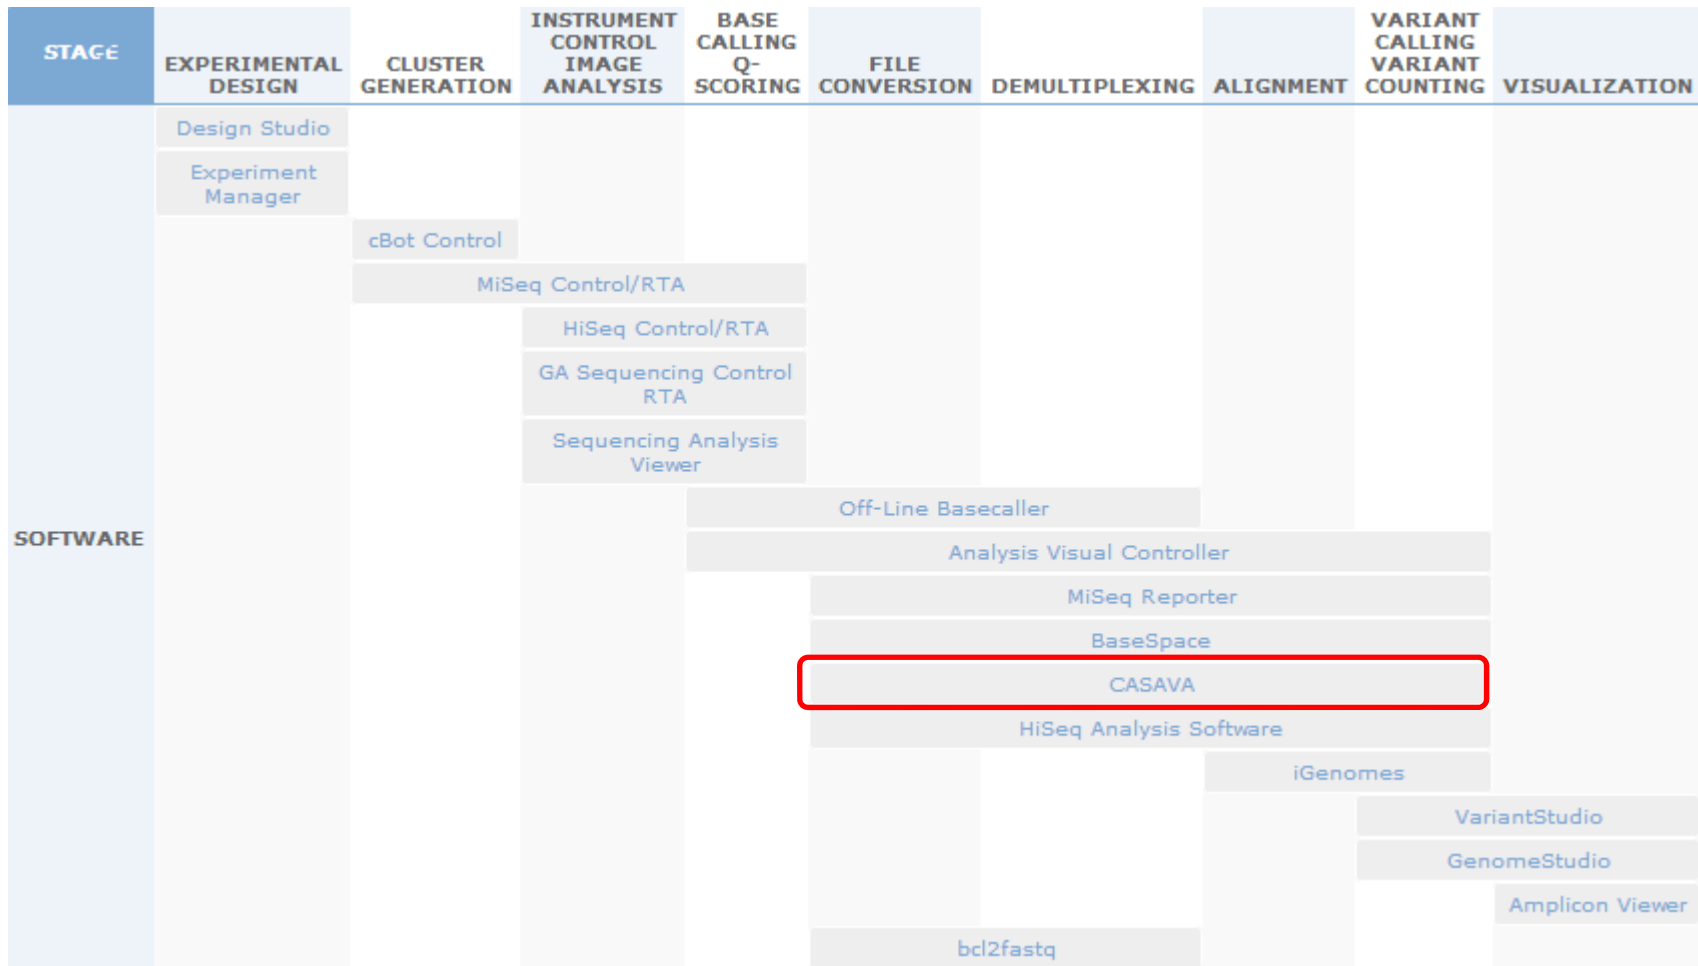 STAGE
EXPERIMENTAL
DESIGN
CLUSTER
GENERATION
INSTRUMENT
CONTROL
IMAGE
ANALYSIS
BASE
CALLING
Q-
SCORING
FILE
CONVERSION
DEMULTIPLEXING
ALIGNMENT
VARIANT
CALLING
VARIANT
COUNTING
VISUALIZATION
SOFTWARE
Design Studio
Experiment
Manager
cBot Control
MiSeq Control/RTA
HiSeq Control/RTA
GA Sequencing Control
RTA
Sequencing Analysis
Viewer
Off-Line Basecaller
Analysis Visual Controller
MiSeq Reporter
BaseSpace
CASAVA
HiSeq Analysis Software
iGenomes
VariantStudio
GenomeStudio
Amplicon Viewer
bcl2fastq